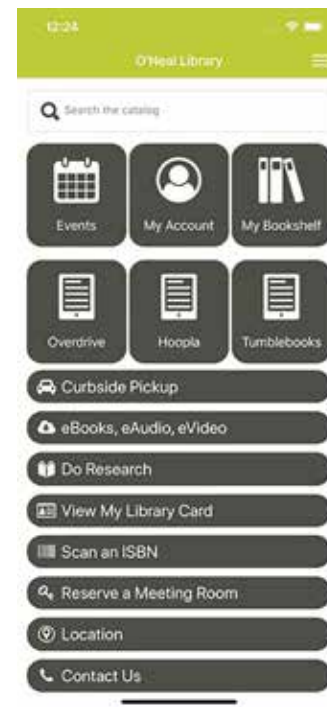 12:24
O'Neal Library
Search the catalog
Events
My Account
My Bookshelf
Overdrive
Hoopla
Tumblebooks
Curbside Pickup
eBooks, eAudio, eVideo
Do Research
View My Library Card
Scan an ISBN
Reserve a Meeting Room
Location
Contact Us